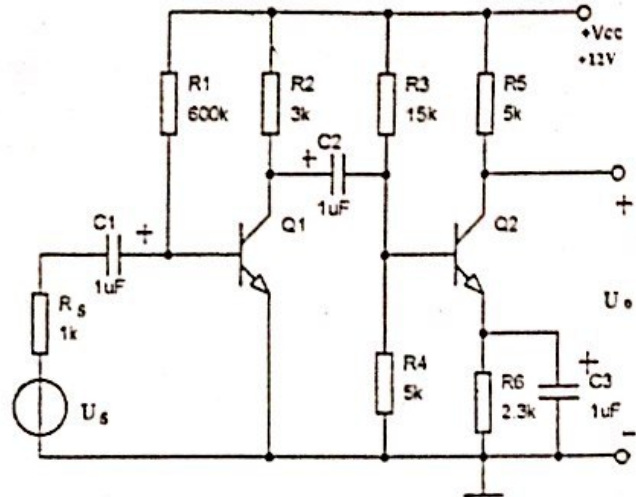 +Vcc
+12V
R1
600k
R2
3k
R3
15k
R5
5k
C2
+
1uF
+
C1
+
1uF
Q1
Q2
Rs
1k
Us
Uo
R4
5k
R6
2.3k
+
C3
1uF
-